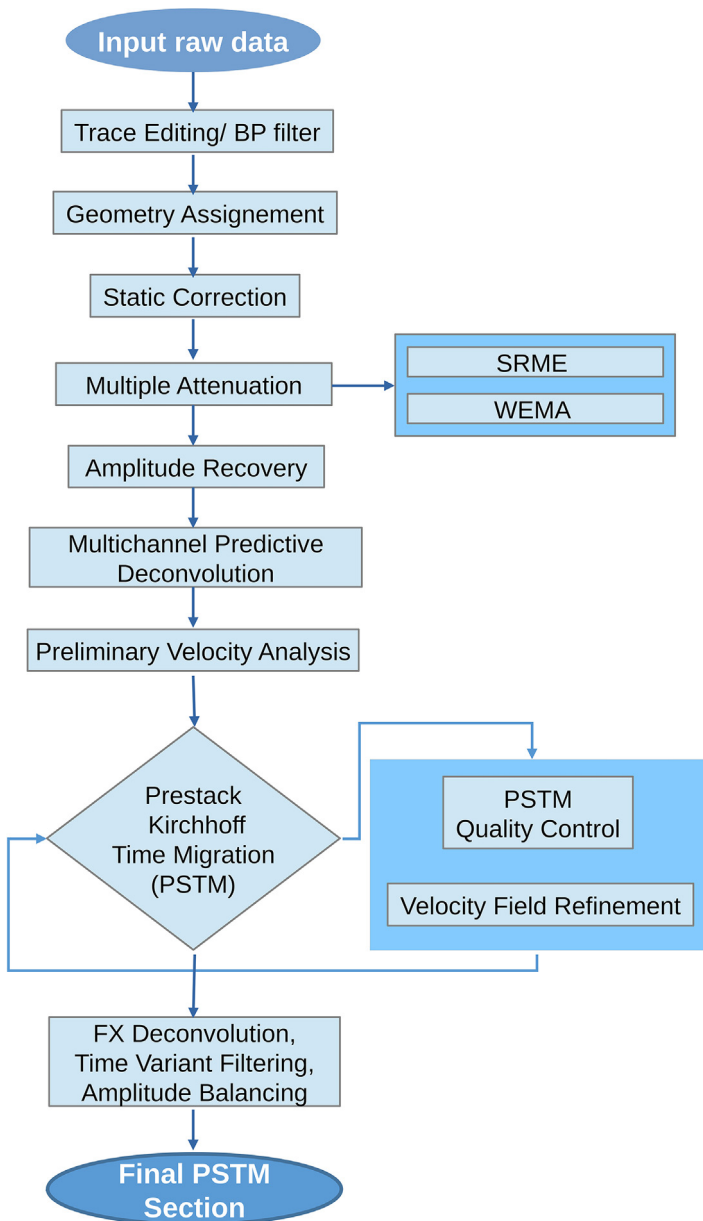 Input raw data
Trace Editing/ BP filter
Geometry Assignement
Static Correction
Multiple Attenuation
SRME
WEMA
Amplitude Recovery
Multichannel Predictive
Deconvolution
Preliminary Velocity Analysis
Prestack
Kirchhoff
Time Migration
(PSTM)
PSTM
Quality Control
Velocity Field Refinement
FX Deconvolution,
Time Variant Filtering,
Amplitude Balancing
Final PSTM
Section